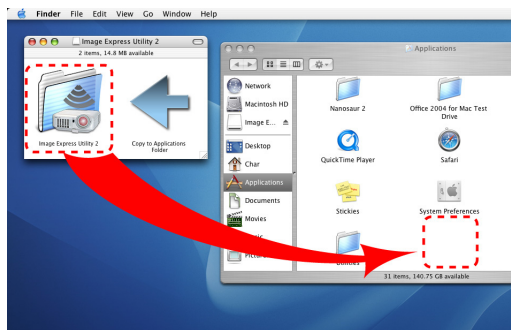 Finder File Edit View Go Window Help
Image Express Utility 2
2 items, 14.8 MB available
Image Express Utility 2
Copy to Applications
Folder
Applications
Network
Macintosh HD
Image E...
Desktop
Char
Applications
Documents
Movies
Nanosaur 2
Office 2004 for Mac Test
Drive
QuickTime Player
Safari
Stickies
System Preferences
31 items, 140.75 GB available